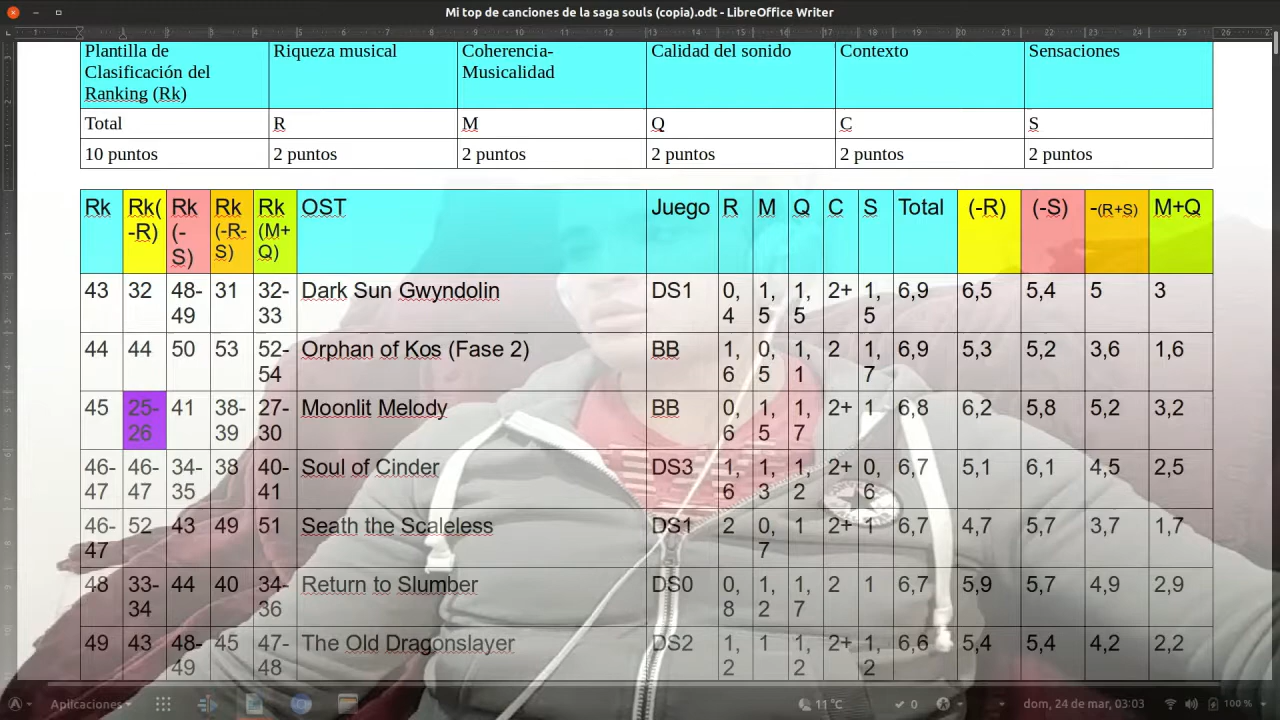 Mi top de canciones de la saga souls (copia).odt - LibreOffice Writer
Plantilla de Clasificación del Ranking (Rk) Riqueza musical Coherencia-Musicalidad Calidad del sonido Contexto Sensaciones
Total R M Q C S
10 puntos 2 puntos 2 puntos 2 puntos 2 puntos 2 puntos
Rk Rk(-R) Rk (-S) Rk (-R-S) Rk (M+Q) OST Juego R M Q C S Total (-R) (-S) -(R+S) M+Q
43 32 48-49 31 32-33 Dark Sun Gwyndolin DS1 0,4 1,5 1,5 2+ 1,5 6,9 6,5 5,4 5 3
44 44 50 53 52-54 Orphan of Kos (Fase 2) BB 1,6 0,5 1,1 2 1,7 6,9 5,3 5,2 3,6 1,6
45 25-26 41 38-39 27-30 Moonlit Melody BB 0,6 1,5 1,7 2+ 1 6,8 6,2 5,8 5,2 3,2
46-47 46-47 34-35 38 40-41 Soul of Cinder DS3 1,6 1,3 1,2 2+ 0,6 6,7 5,1 6,1 4,5 2,5
46-47 52 43 49 51 Seath the Scaleless DS1 2 0,7 1 2+ 1 6,7 4,7 5,7 3,7 1,7
48 33-34 44 40 34-36 Return to Slumber DS0 0,8 1,2 1,7 2 1 6,7 5,9 5,7 4,9 2,9
49 43 48-49 45 47-48 The Old Dragonslayer DS2 1,2 1 1,2 2+ 1,2 6,6 5,4 5,4 4,2 2,2
Aplicaciones 11 °C 0 dom, 24 de mar, 03:03 100 %